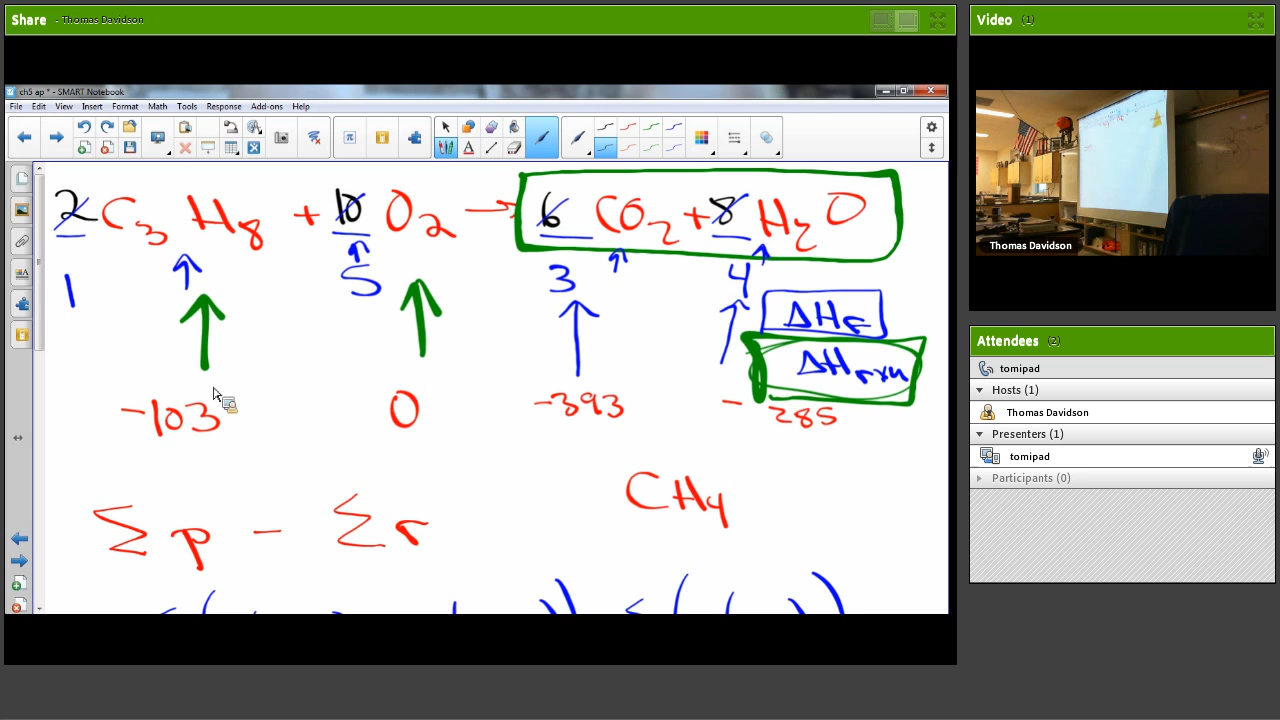 Share - Thomas Davidson
Video (1)
ch5 ap * - SMART Notebook
File Edit View Insert Format Math Tools Response Add-ons Help
2 C3 H8 + 10 O2 → 6 CO2 + 8 H2O
1 5 3 4
ΔHF
ΔHrxn
-103 0 -393 - 285
CH4
Σp - Σr
Thomas Davidson
Attendees (2)
tomipad
Hosts (1)
Thomas Davidson
Presenters (1)
tomipad
Participants (0)